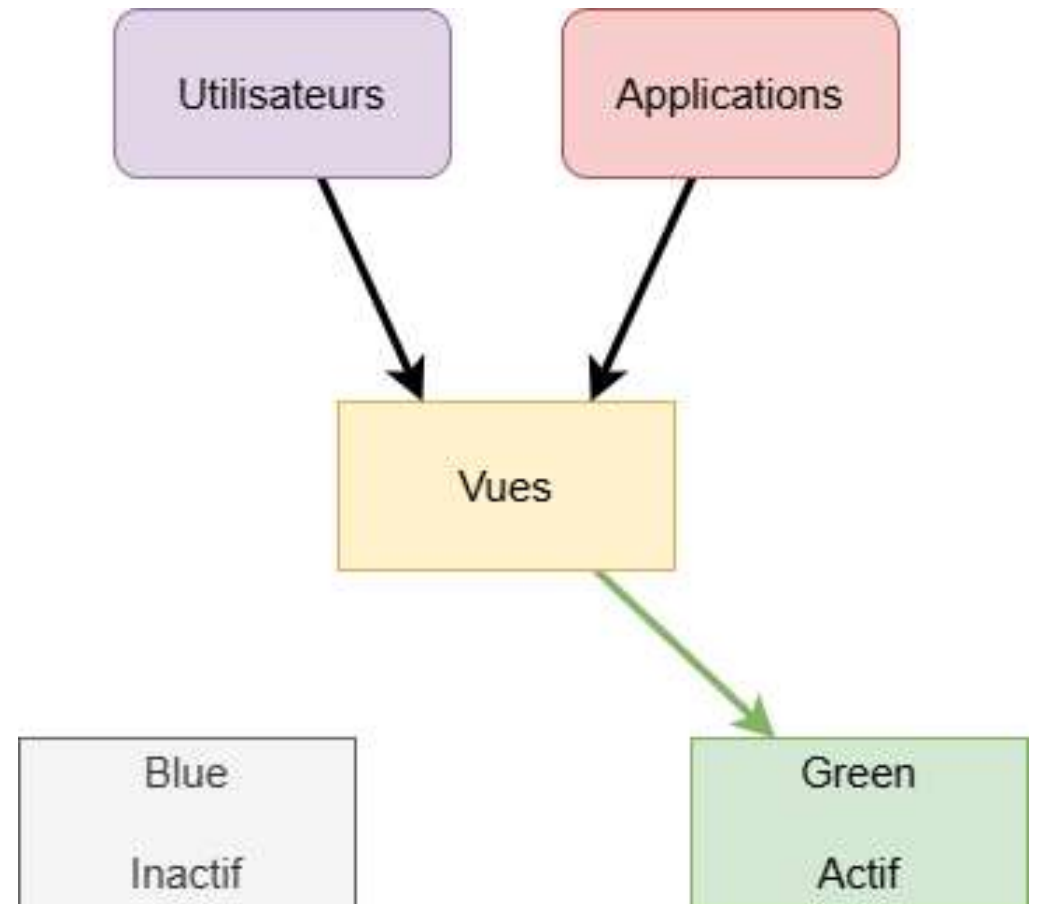 Utilisateurs
Applications
Vues
Blue
Inactif
Green
Actif